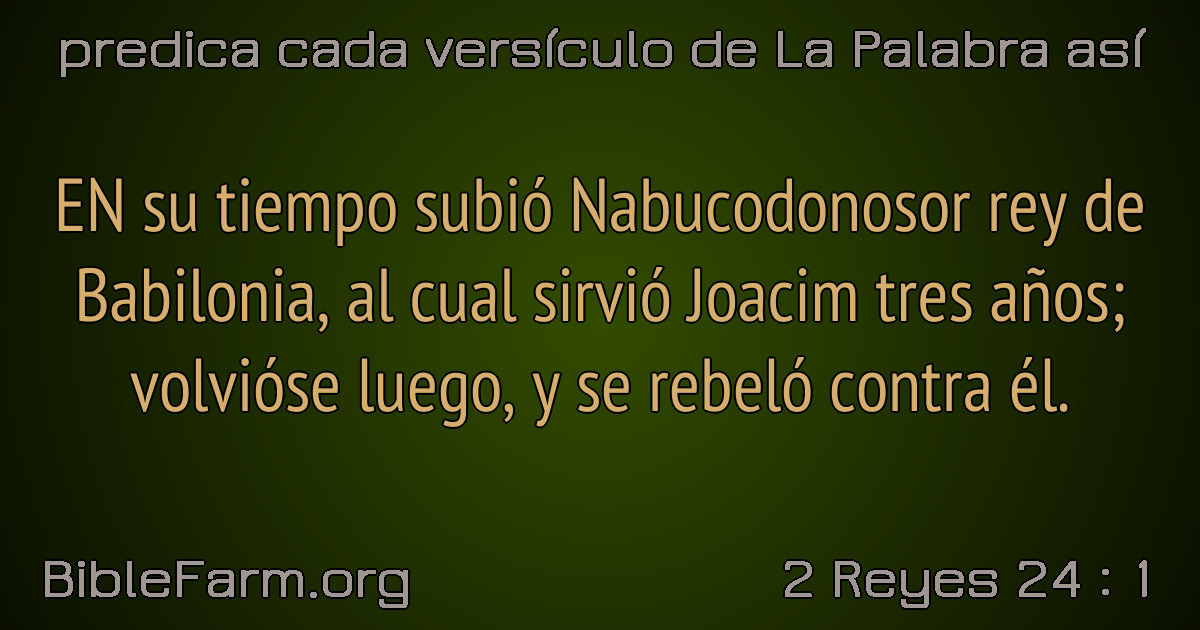 predica cada versículo de La Palabra así
EN su tiempo subió Nabucodonosor rey de
Babilonia, al cual sirvió Joacim tres años;
volvióse luego, y se rebeló contra él.
BibleFarm.org
2 Reyes 24 : 1